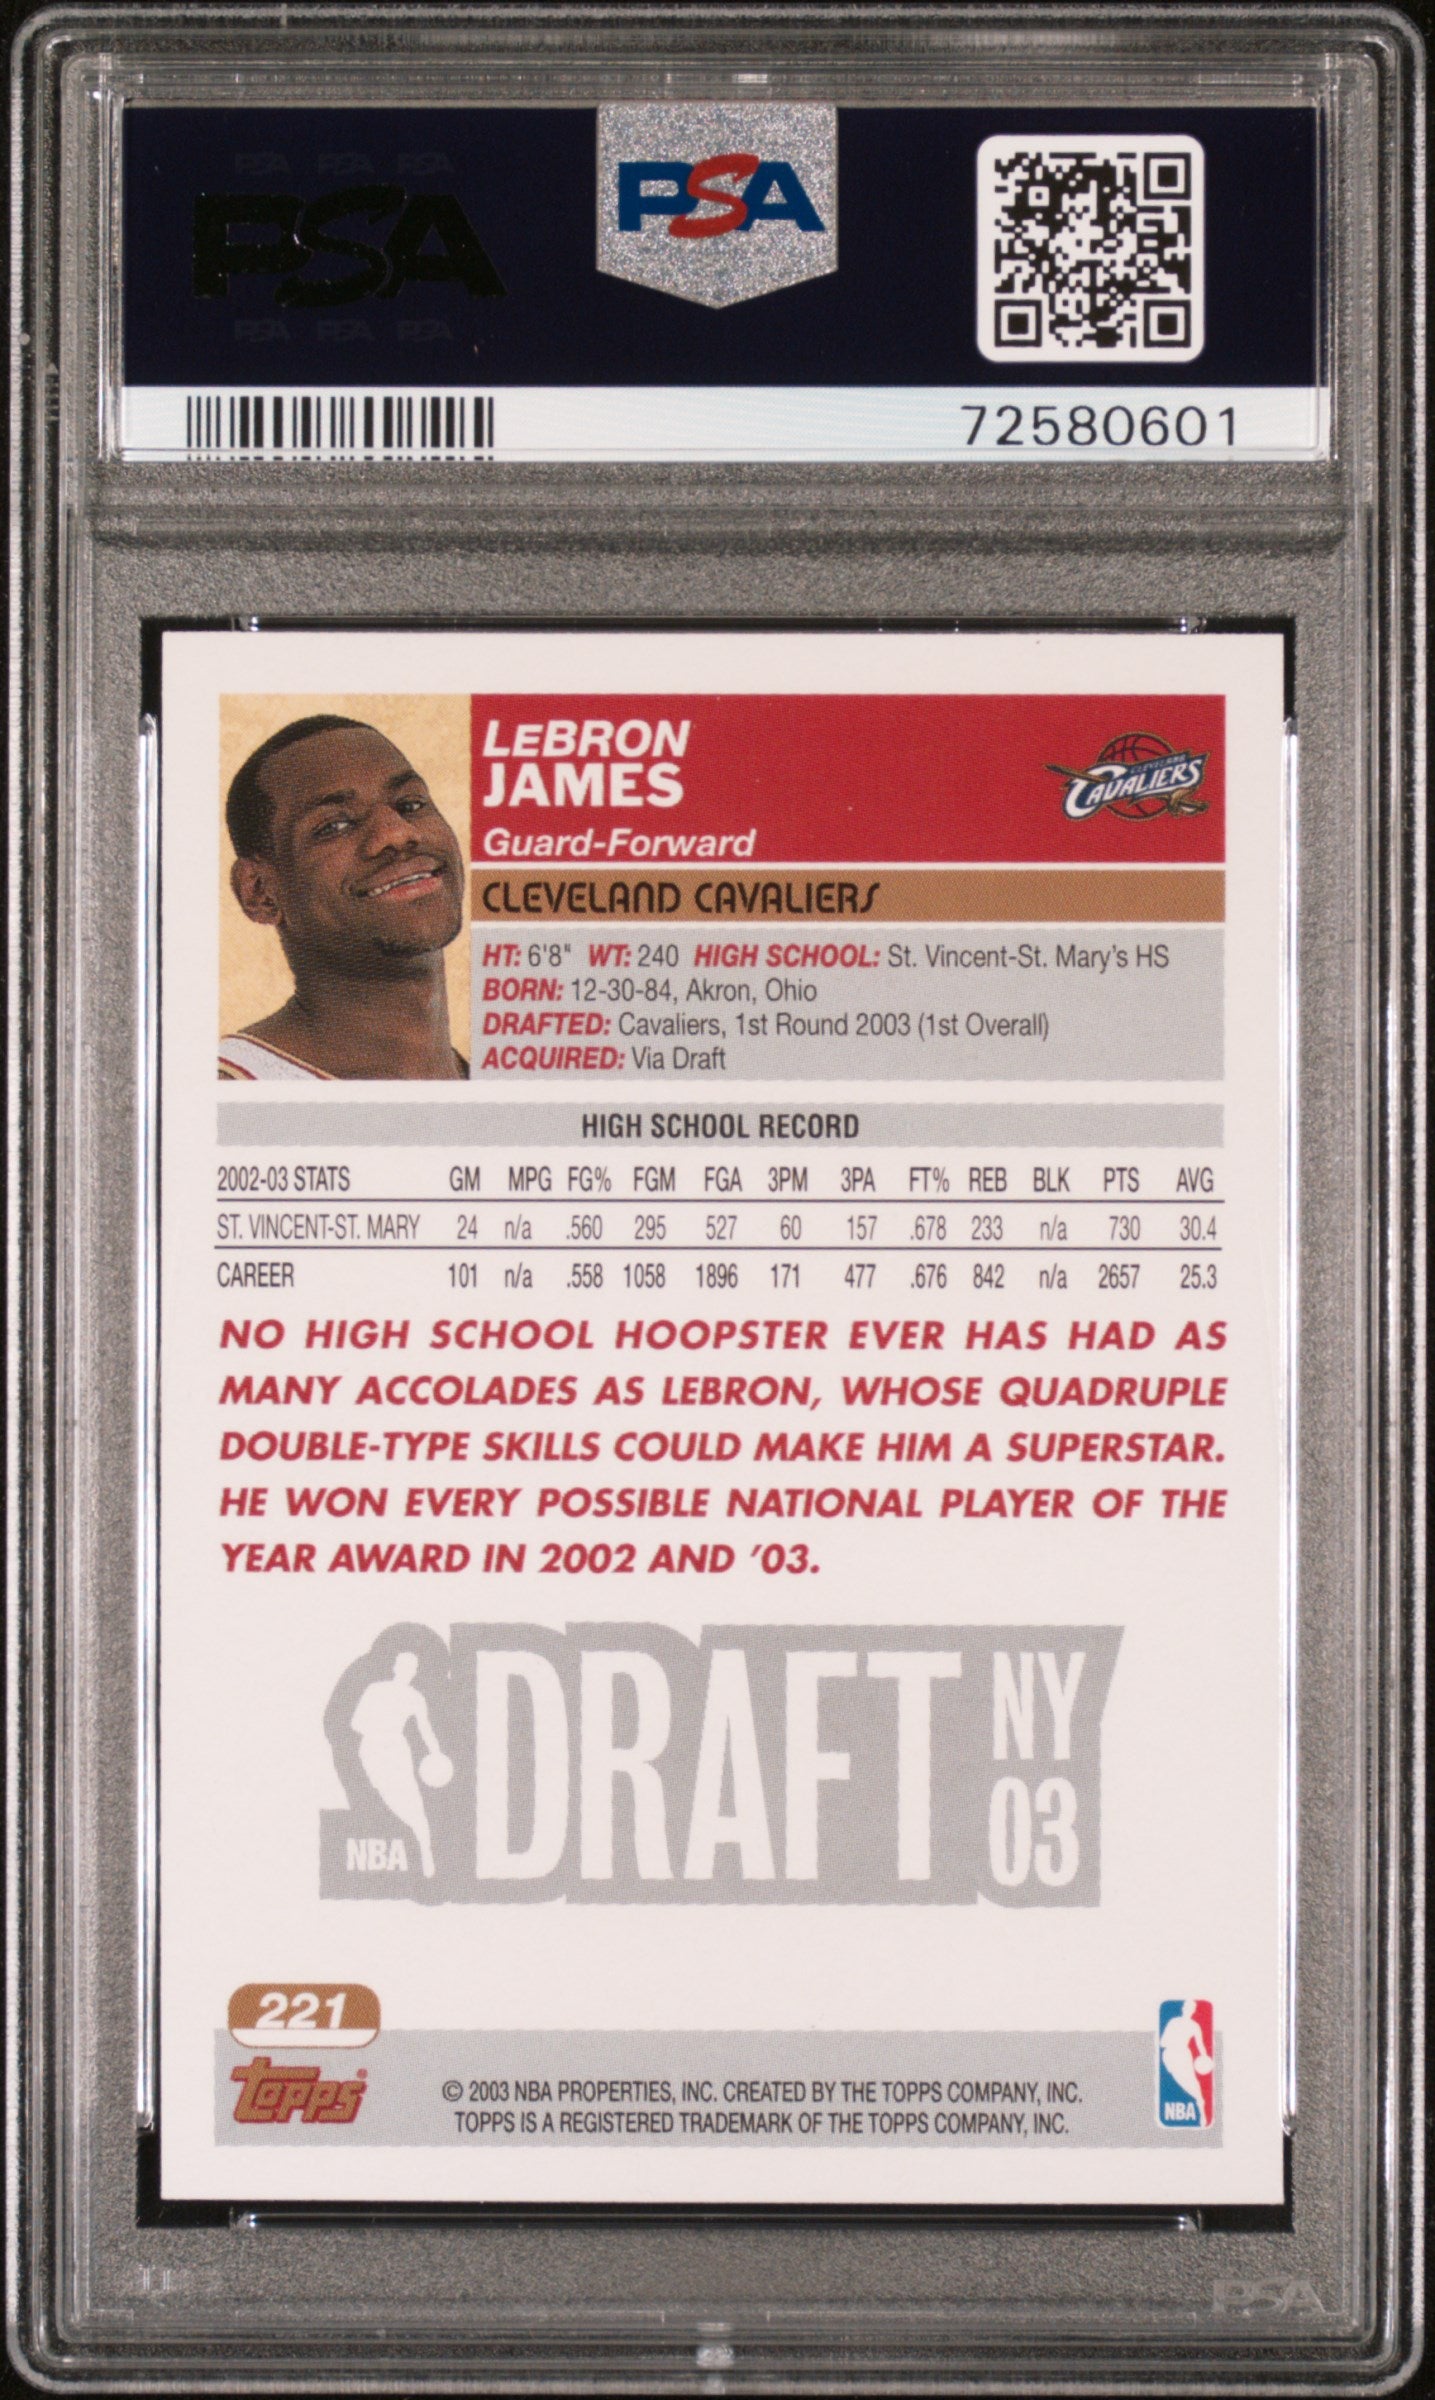 PSA PSA PSA
PSA
PSA PSA PSA
PSA
72580601
LeBRON
JAMES
CLEVELAND CAVALIERS
Guard-Forward
CLEVELAND CAVALIERS
HT: 6'8" WT: 240 HIGH SCHOOL: St. Vincent-St. Mary's HS
BORN: 12-30-84, Akron, Ohio
DRAFTED: Cavaliers, 1st Round 2003 (1st Overall)
ACQUIRED: Via Draft
HIGH SCHOOL RECORD
2002-03 STATS GM MPG FG% FGM FGA 3PM 3PA FT% REB BLK PTS AVG
ST. VINCENT-ST. MARY 24 n/a .560 295 527 60 157 .678 233 n/a 730 30.4
CAREER 101 n/a .558 1058 1896 171 477 .676 842 n/a 2657 25.3
NO HIGH SCHOOL HOOPSTER EVER HAS HAD AS
MANY ACCOLADES AS LEBRON, WHOSE QUADRUPLE
DOUBLE-TYPE SKILLS COULD MAKE HIM A SUPERSTAR.
HE WON EVERY POSSIBLE NATIONAL PLAYER OF THE
YEAR AWARD IN 2002 AND '03.
NBA DRAFT NY 03
221
Topps®
© 2003 NBA PROPERTIES, INC. CREATED BY THE TOPPS COMPANY, INC.
TOPPS IS A REGISTERED TRADEMARK OF THE TOPPS COMPANY, INC.
NBA
PSA